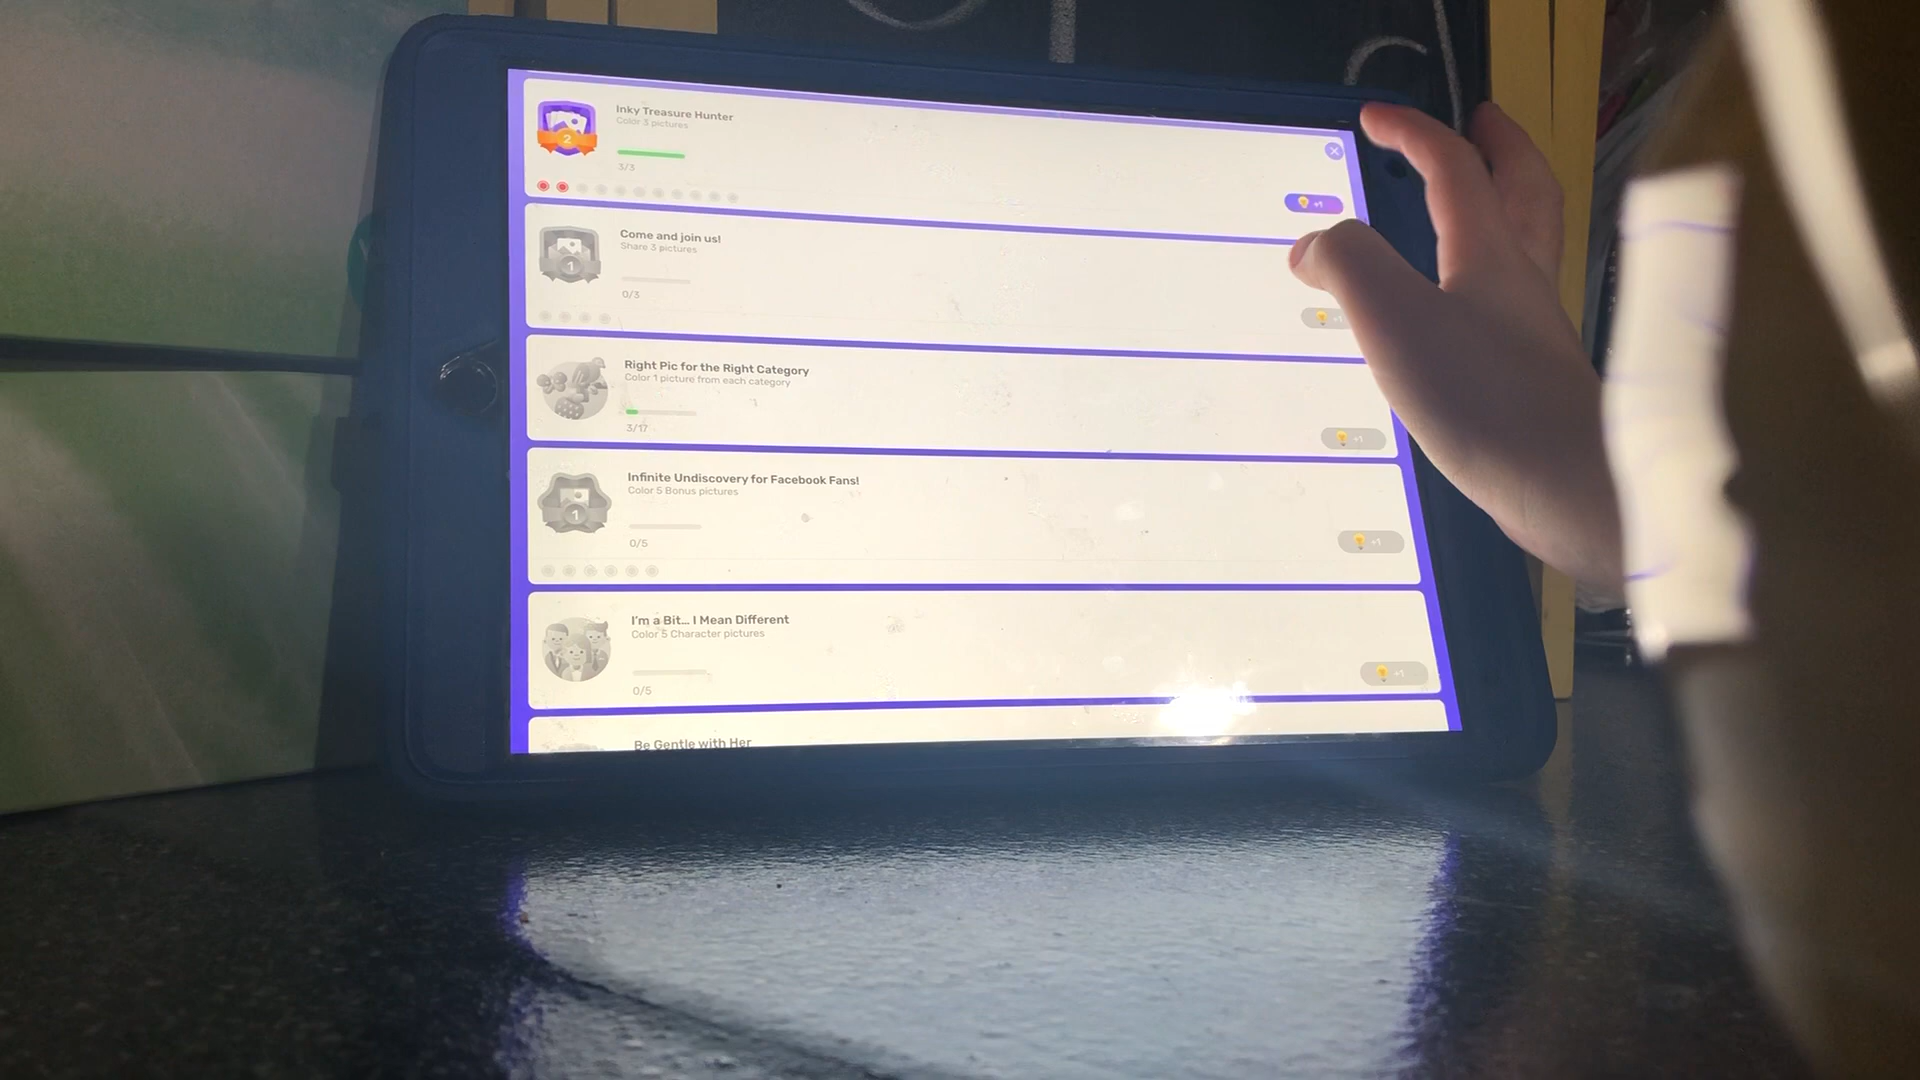 Inky Treasure Hunter
Color 3 pictures
2
3/3
+1
Come and join us!
Share 3 pictures
1
0/3
+1
Right Pic for the Right Category
Color 1 picture from each category
3/17
+1
Infinite Undiscovery for Facebook Fans!
Color 5 Bonus pictures
1
0/5
+1
I'm a Bit... I Mean Different
Color 5 Character pictures
0/5
+1
Be Gentle with Her